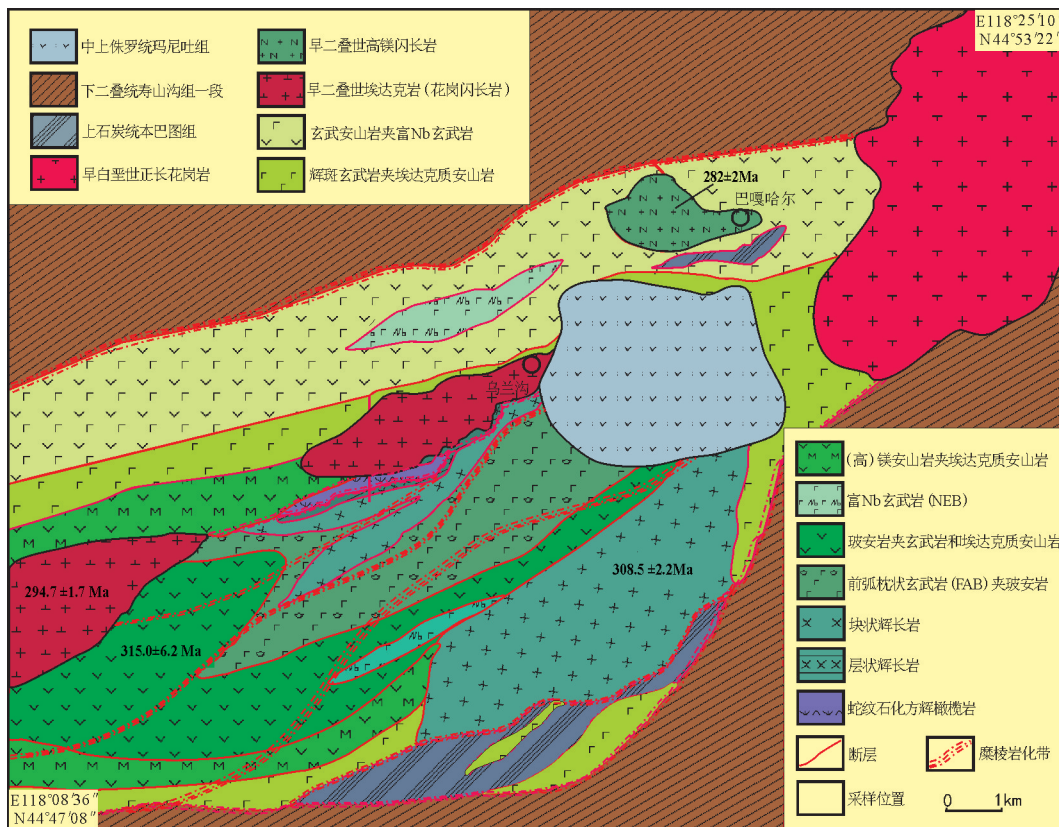 E118°25′10
N44°53′22″
中上侏罗统玛尼吐组
下二叠统寿山沟组一段
上石炭统本巴图组
早白垩世正长花岗岩
早二叠世高镁闪长岩
早二叠世埃达克岩(花岗闪长岩)
玄武安山岩夹富Nb玄武岩
辉斑玄武岩夹埃达克质安山岩
282±2Ma
巴嘎哈尔
乌兰沟
308.5 ±2.2Ma
294.7 ±1.7 Ma
315.0±6.2 Ma
(高)镁安山岩夹埃达克质安山岩
富Nb玄武岩(NEB)
玻安岩夹玄武岩和埃达克质安山岩
前弧枕状玄武岩(FAB)夹玻安岩
块状辉长岩
层状辉长岩
蛇纹石化方辉橄榄岩
断层
糜棱岩化带
采样位置
0 1km
E118°08′36″
N44°47′08″